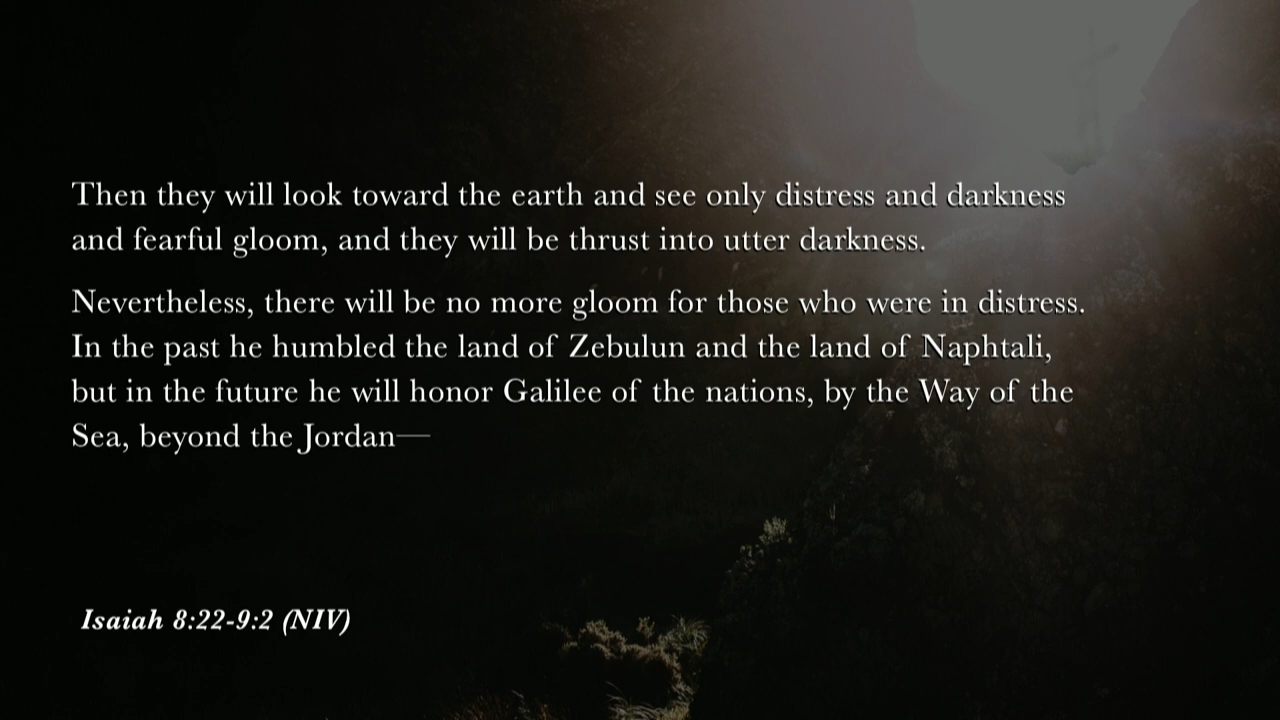 Then they will look toward the earth and see only distress and darkness
and fearful gloom, and they will be thrust into utter darkness.
Nevertheless, there will be no more gloom for those who were in distress.
In the past he humbled the land of Zebulun and the land of Naphtali,
but in the future he will honor Galilee of the nations, by the Way of the
Sea, beyond the Jordan—
Isaiah 8:22-9:2 (NIV)